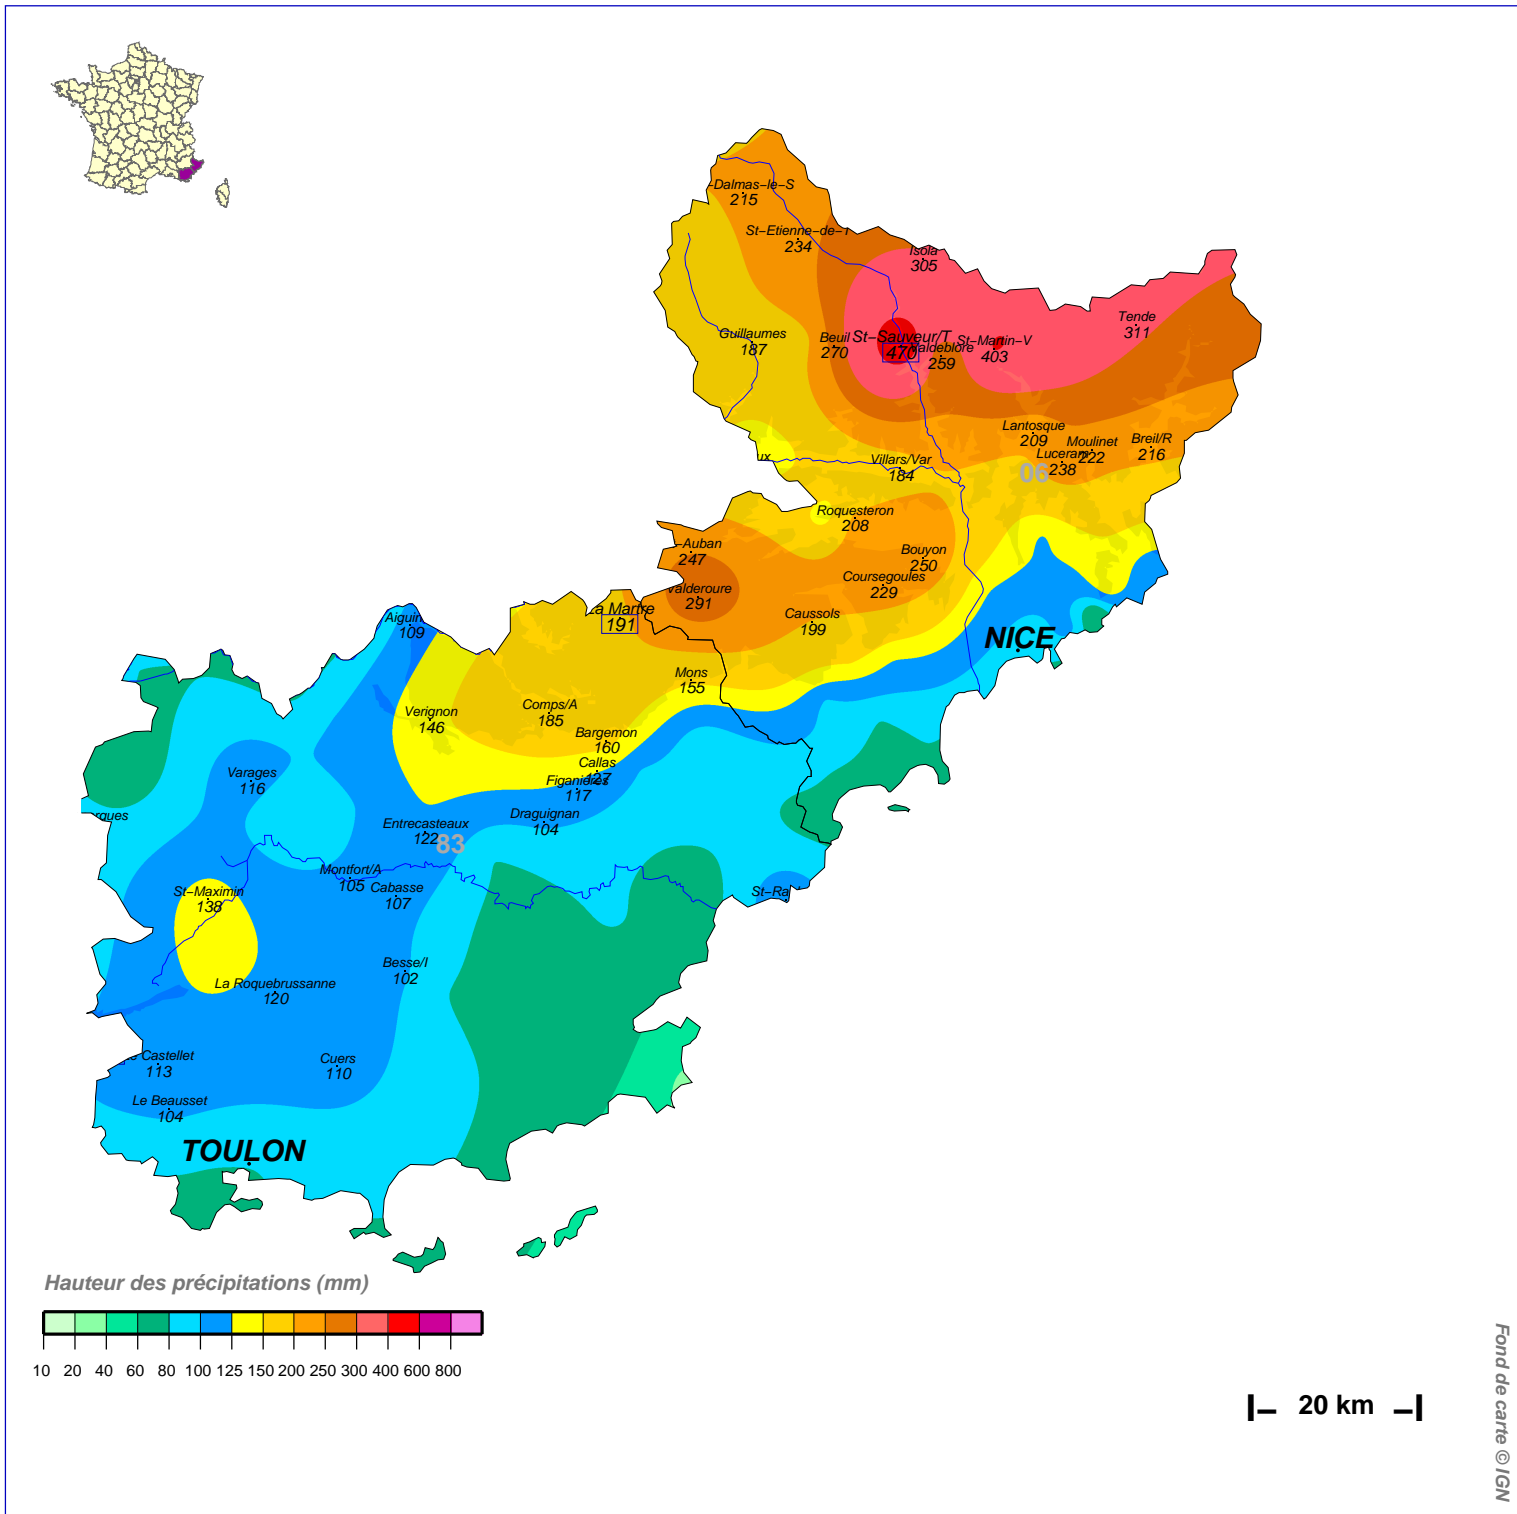 -Dalmas-le-S
215
St-Etienne-de-T
234
Isola
305
Tende
311
Guillaumes
187
Beuil
270
St-Sauveur/T
470
Valdeblore
259
St-Martin-V
403
Lantosque
209
Moulinet
222
Breil/R
216
Luceram
238
06
ux
Villars/Var
184
Roquesteron
208
-Auban
247
Bouyon
250
Coursegoules
229
Valderoure
291
La Martre
191
Caussols
199
Aiguin
109
NICE
Mons
155
Verignon
146
Comps/A
185
Bargemon
160
Callas
127
Figanieres
117
Varages
116
rques
Entrecasteaux
122
83
Draguignan
104
Montfort/A
105
Cabasse
107
St-Maximin
138
St-Ra
Besse/I
102
La Roquebrussanne
120
Le Castellet
113
Cuers
110
Le Beausset
104
TOULON
Hauteur des précipitations (mm)
10 20 40 60 80 100 125 150 200 250 300 400 600 800
20 km
Fond de carte © IGN